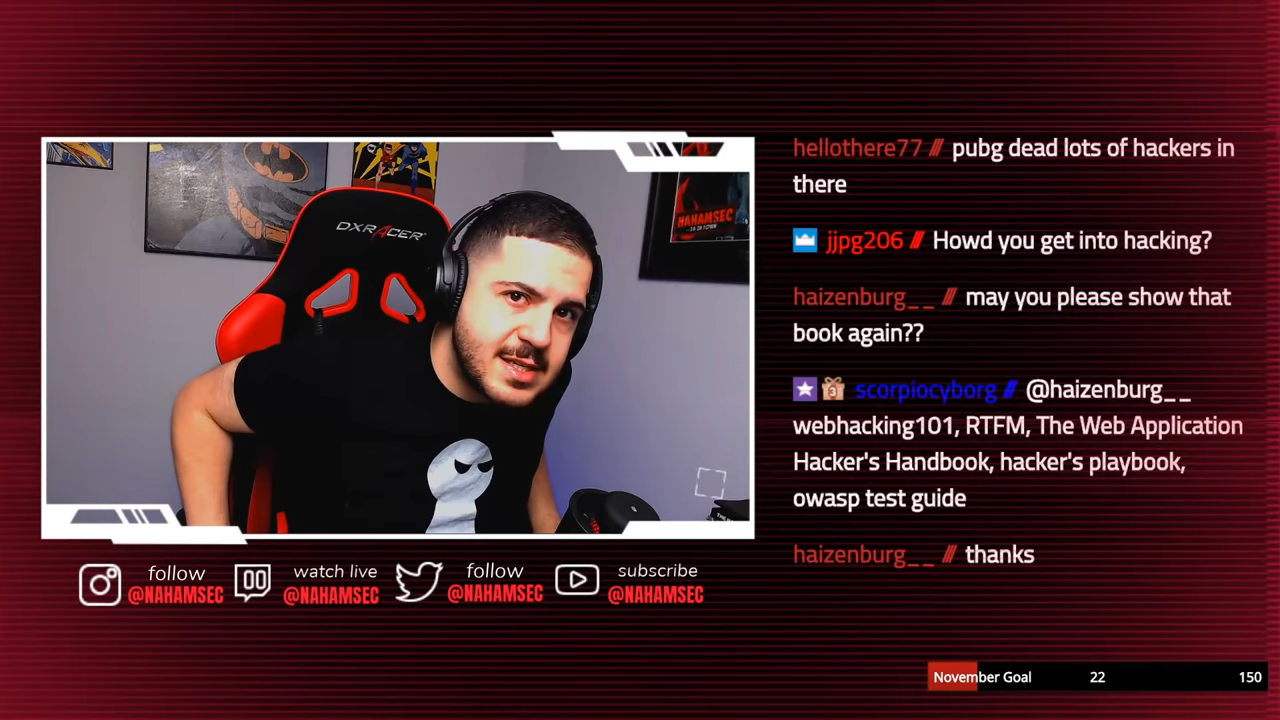 DXRACER
NAHAMSEC
hellothere77 // pubg dead lots of hackers in
there
jjpg206 // Howd you get into hacking?
haizenburg__ // may you please show that
book again??
3 scorpiocyborg // @haizenburg__
webhacking101, RTFM, The Web Application
Hacker's Handbook, hacker's playbook,
owasp test guide
haizenburg__ // thanks
follow
@NAHAMSEC
watch live
@NAHAMSEC
follow
@NAHAMSEC
subscribe
@NAHAMSEC
November Goal 22 150